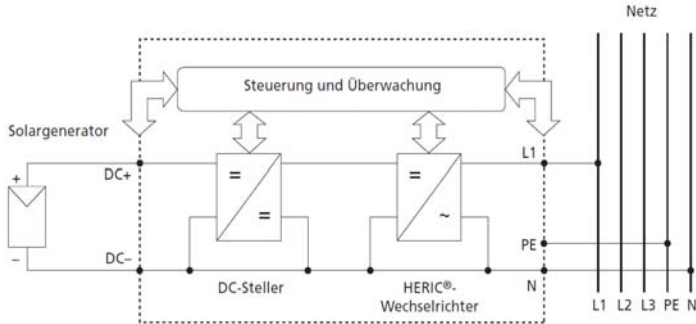 Netz
Steuerung und Überwachung
Solargenerator
L1
DC+
+
=
=
=
~
PE
–
DC–
N
DC-Steller
HERIC®-
Wechselrichter
L1 L2 L3 PE N